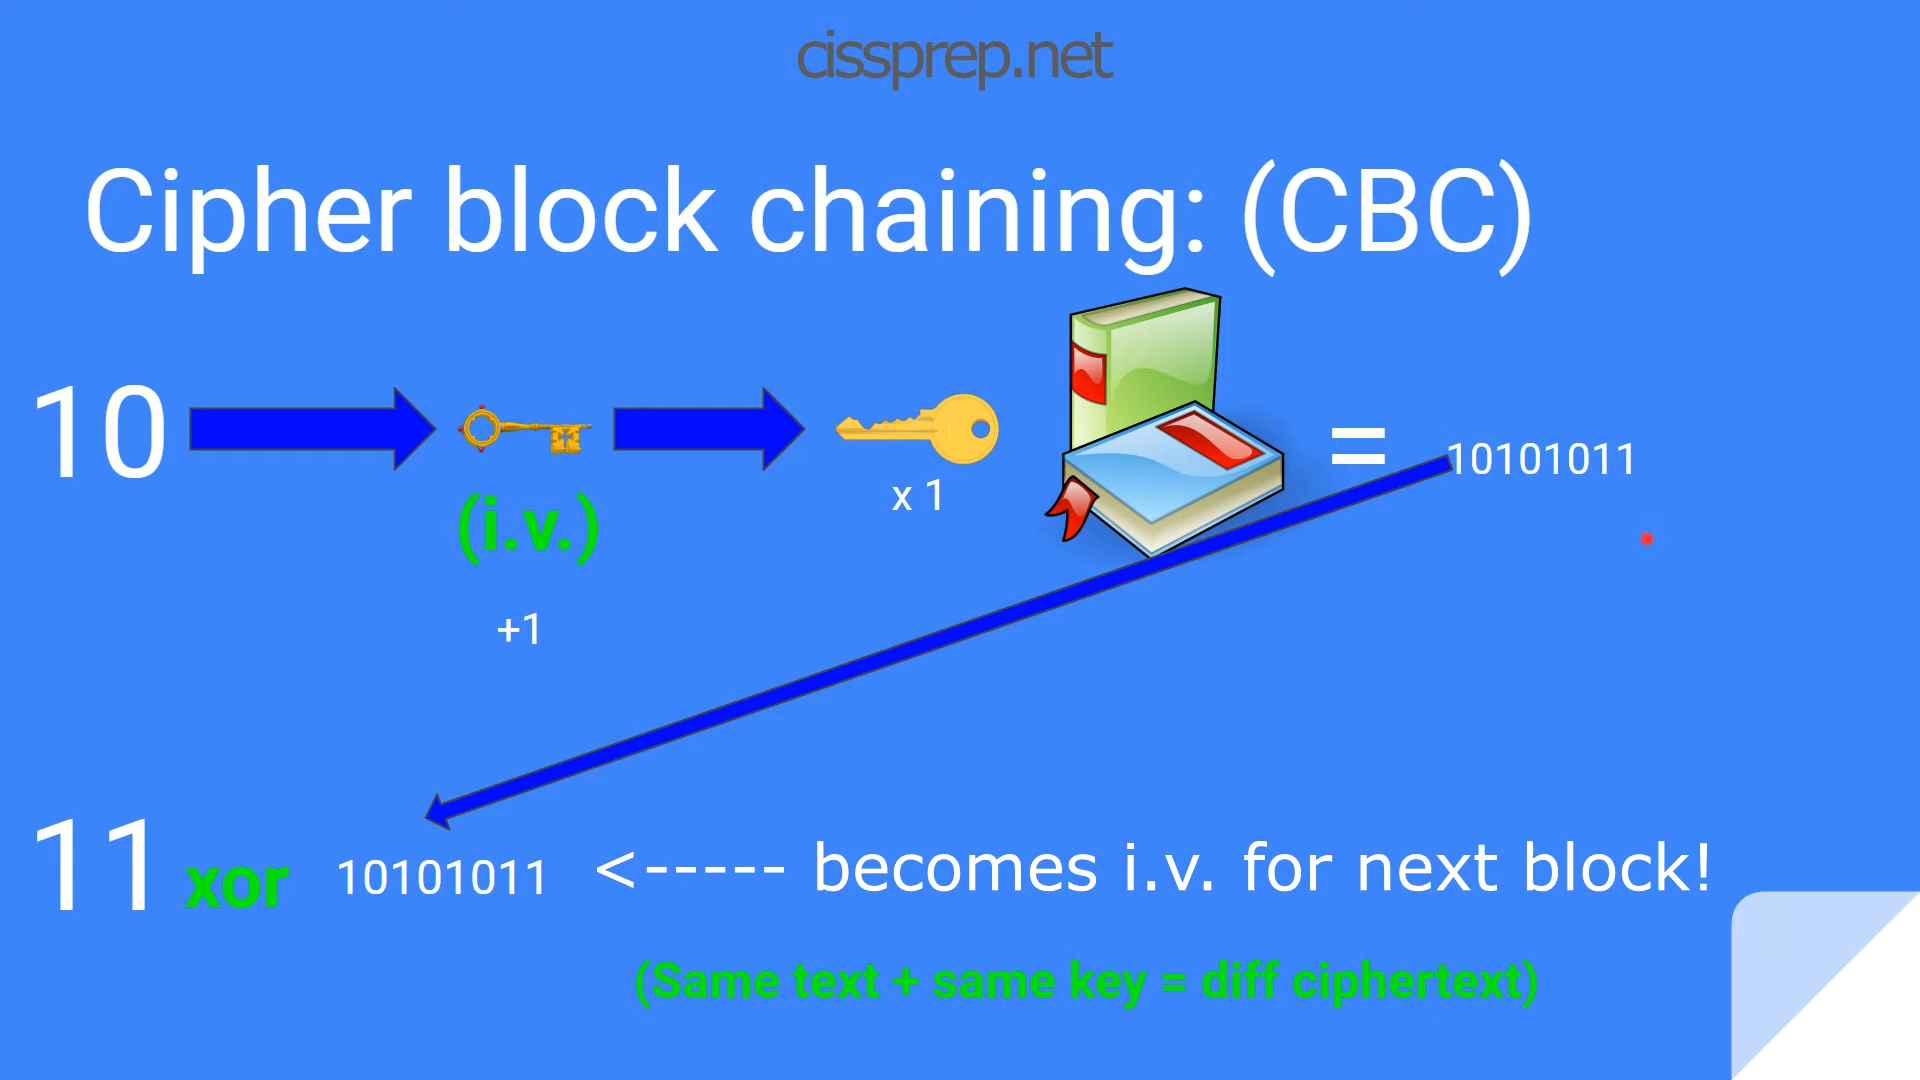 cissprep.net
Cipher block chaining: (CBC)
10 = 10101011
x 1
(i.v.)
+1
11 xor 10101011 <----- becomes i.v. for next block!
(Same text + same key = diff ciphertext)